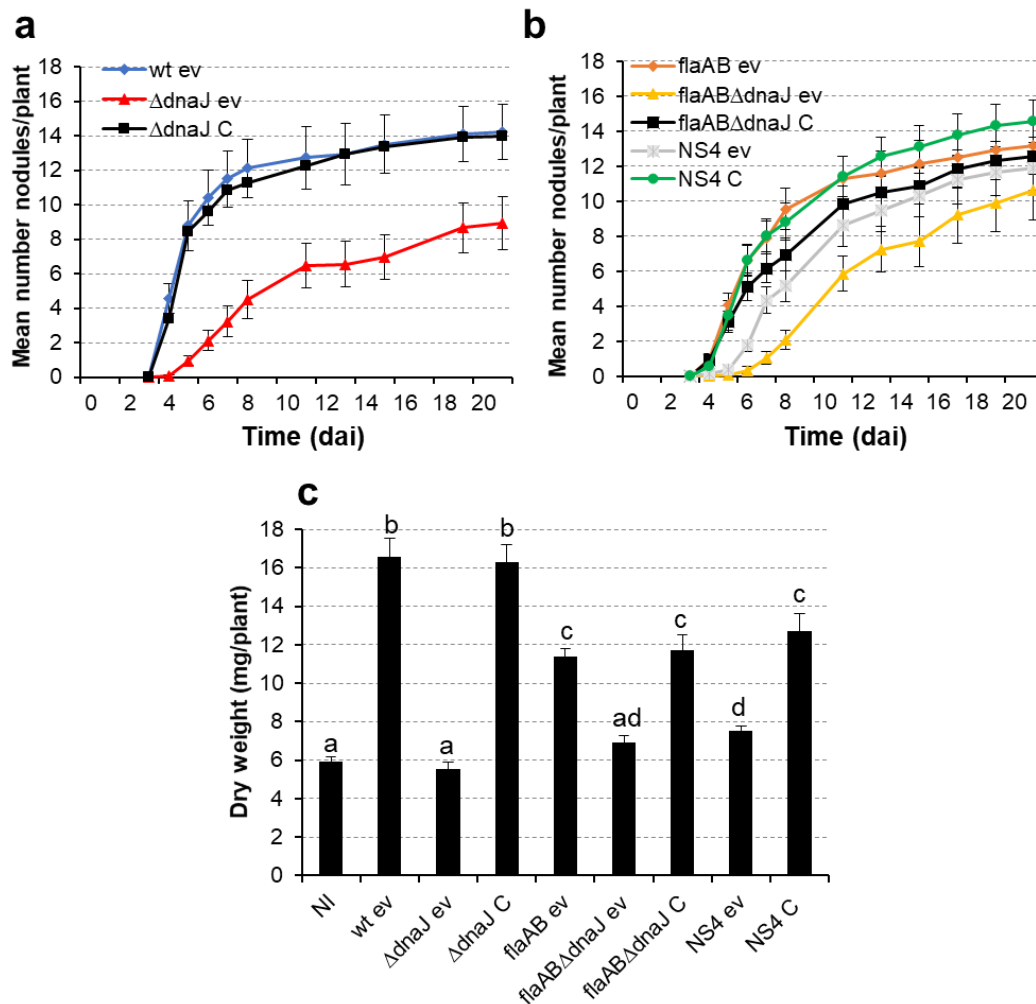 a
Mean number nodules/plant
18
16
14
12
10
8
6
4
2
0
wt ev
ΔdnaJ ev
ΔdnaJ C
0 2 4 6 8 10 12 14 16 18 20
Time (dai)
b
Mean number nodules/plant
18
16
14
12
10
8
6
4
2
0
flaAB ev
flaABΔdnaJ ev
flaABΔdnaJ C
NS4 ev
NS4 C
0 2 4 6 8 10 12 14 16 18 20
Time (dai)
c
Dry weight (mg/plant)
18
16
14
12
10
8
6
4
2
0
a b a b c ad c d c
NI
wt ev
ΔdnaJ ev
ΔdnaJ C
flaAB ev
flaABΔdnaJ ev
flaABΔdnaJ C
NS4 ev
NS4 C